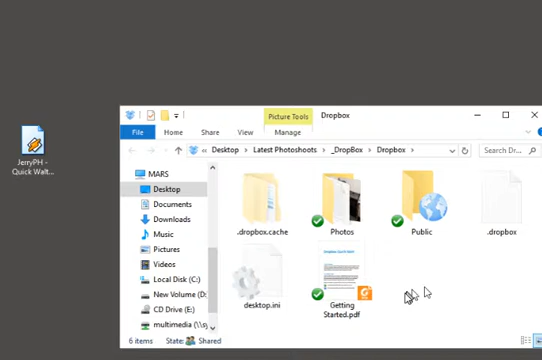 Picture Tools
Dropbox
File
Home
Share
View
Manage
« Desktop > Latest Photoshoots > _DropBox > Dropbox >
Search Dr...
JerryPH -
Quick Walt...
MARS
Desktop
Documents
Downloads
Music
Pictures
Videos
Local Disk (C:)
New Volume (D:
CD Drive (E:)
multimedia (\\sy
.dropbox.cache
Photos
Public
.dropbox
desktop.ini
Getting
Started.pdf
6 items
State:
Shared